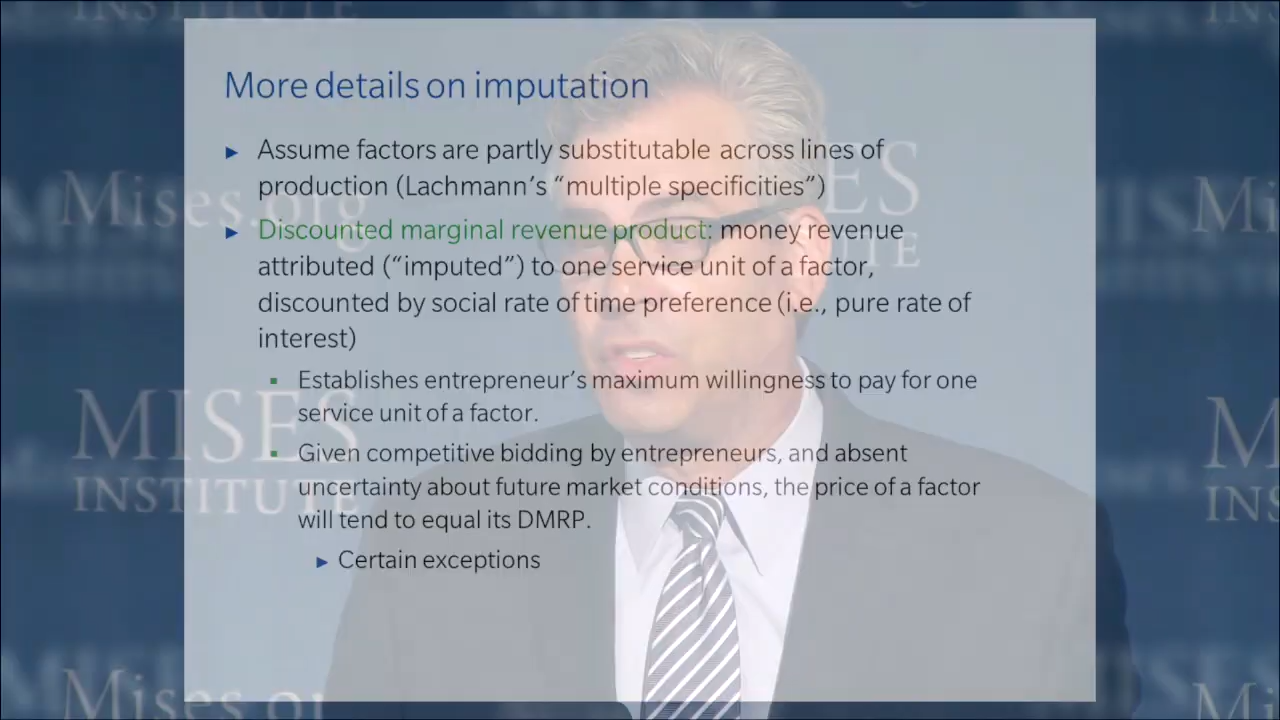 More details on imputation
► Assume factors are partly substitutable across lines of
production (Lachmann's “multiple specificities”)
► Discounted marginal revenue product: money revenue
attributed (“imputed”) to one service unit of a factor,
discounted by social rate of time preference (i.e., pure rate of
interest)
▪ Establishes entrepreneur's maximum willingness to pay for one
service unit of a factor.
▪ Given competitive bidding by entrepreneurs, and absent
uncertainty about future market conditions, the price of a factor
will tend to equal its DMRP.
► Certain exceptions
Mises.org
MISES
INSTITUTE